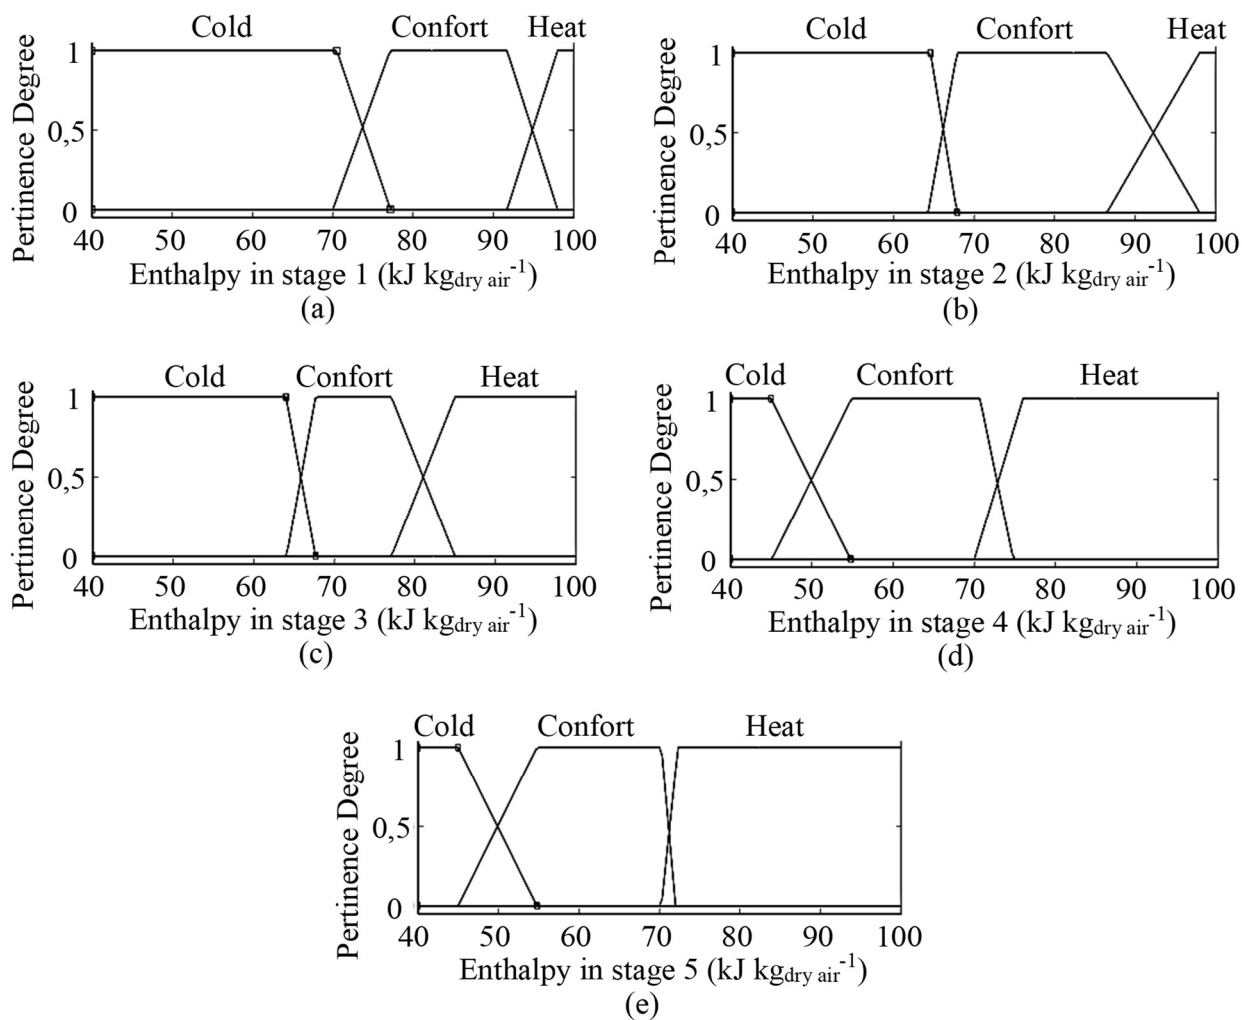 Cold Confort Heat
Pertinence Degree
1
0,5
0
40 50 60 70 80 90 100
Enthalpy in stage 1 (kJ kgdry air-1)
(a)
Cold Confort Heat
Pertinence Degree
1
0,5
0
40 50 60 70 80 90 100
Enthalpy in stage 2 (kJ kgdry air-1)
(b)
Cold Confort Heat
Pertinence Degree
1
0,5
0
40 50 60 70 80 90 100
Enthalpy in stage 3 (kJ kgdry air-1)
(c)
Cold Confort Heat
Pertinence Degree
1
0,5
0
40 50 60 70 80 90 100
Enthalpy in stage 4 (kJ kgdry air-1)
(d)
Cold Confort Heat
Pertinence Degree
1
0,5
0
40 50 60 70 80 90 100
Enthalpy in stage 5 (kJ kgdry air-1)
(e)